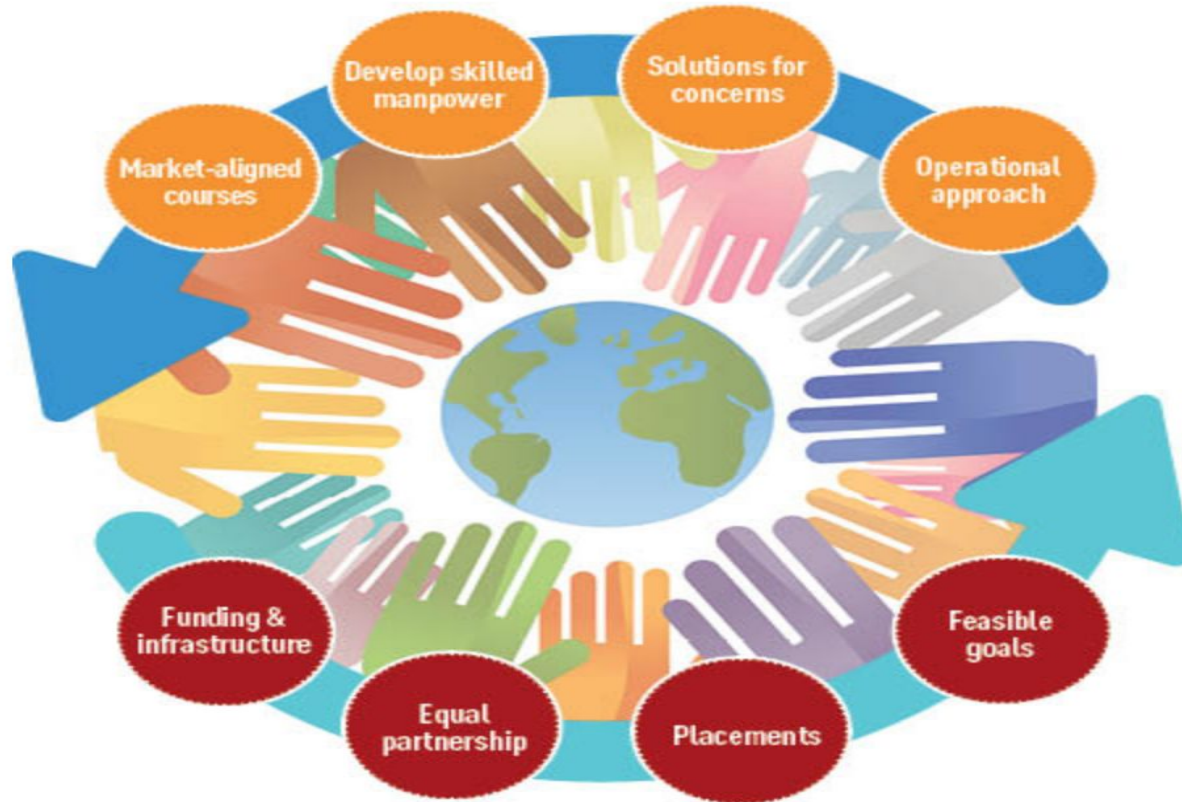 Develop skilled
manpower
Solutions for
concerns
Market-aligned
courses
Operational
approach
Funding &
infrastructure
Feasible
goals
Equal
partnership
Placements